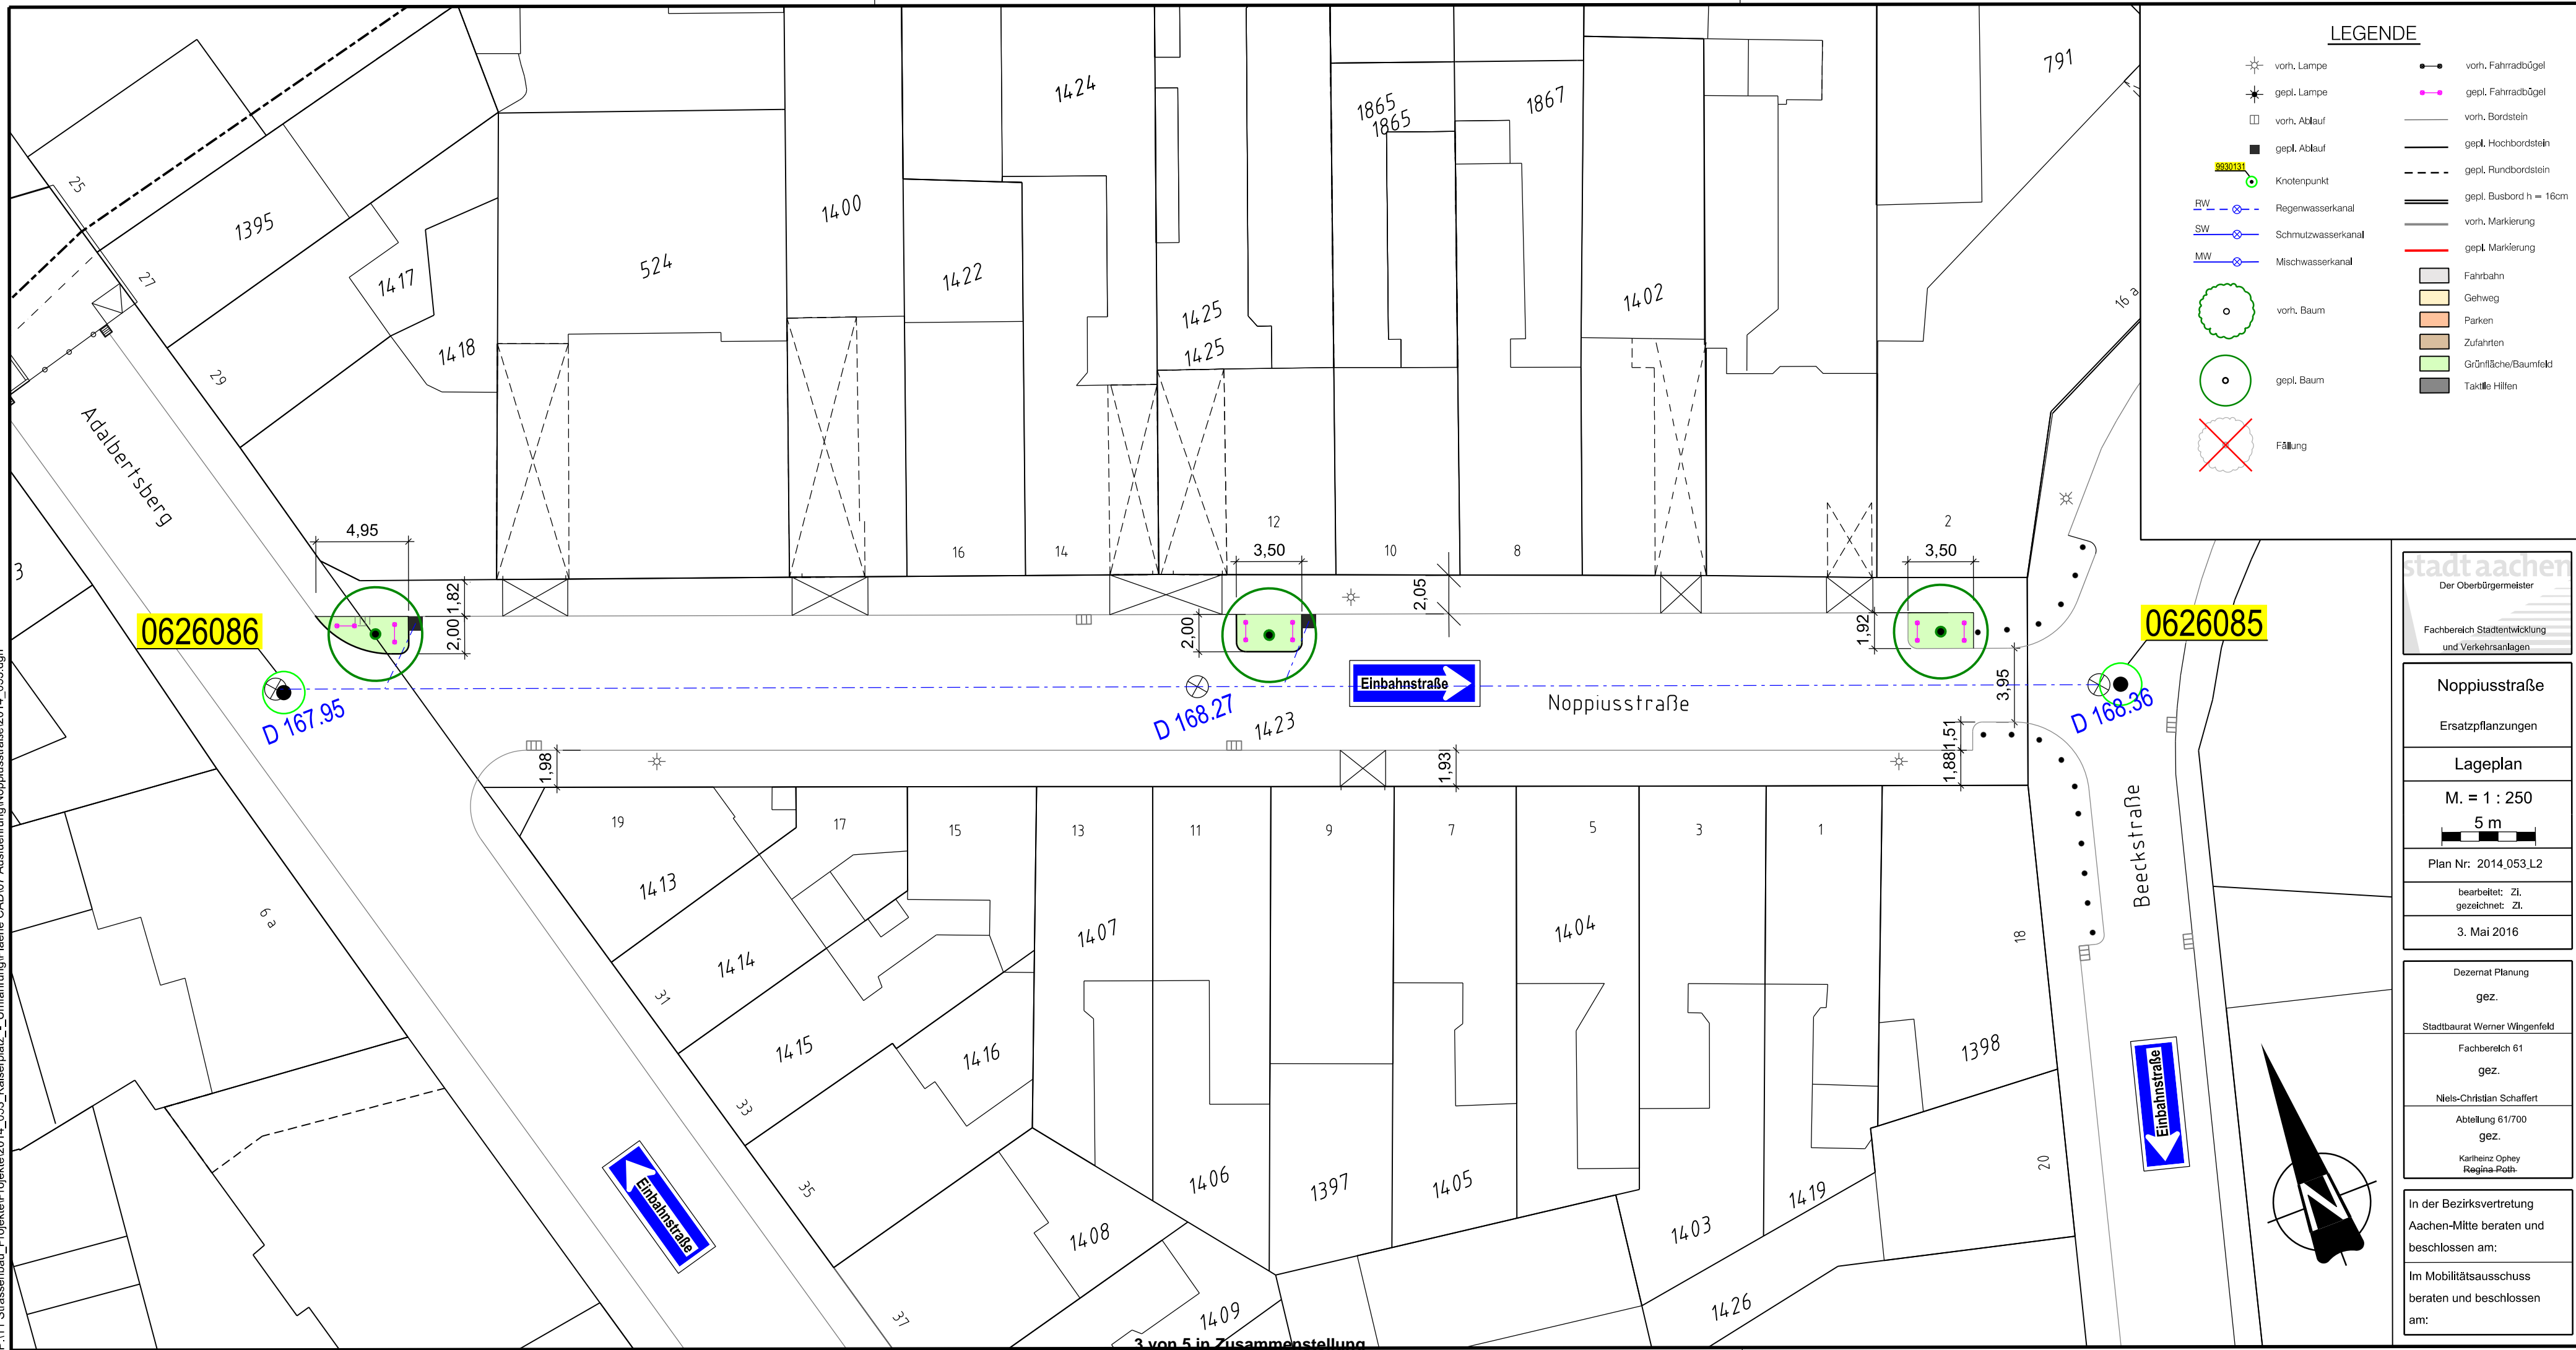 LEGENDE
vorh. Lampe
gepl. Lampe
vorh. Ablauf
gepl. Ablauf
9930131
Knotenpunkt
RW
Regenwasserkanal
SW
Schmutzwasserkanal
MW
Mischwasserkanal
vorh. Baum
gepl. Baum
Fällung
vorh. Fahrradbügel
gepl. Fahrradbügel
vorh. Bordstein
gepl. Hochbordstein
gepl. Rundbordstein
gepl. Busbord h = 16cm
vorh. Markierung
gepl. Markierung
Fahrbahn
Gehweg
Parken
Zufahrten
Grünfläche/Baumfeld
Taktile Hilfen
25
1395
27
1417
29
1418
524
1400
1422
1424
1425
1425
1865
1865
1867
1402
791
16 a
Adalbertsberg
3
4,95
16
14
12
3,50
10
8
2,05
2
3,50
1,82
2,00
2,00
1,92
0626086
0626085
D 167.95
D 168.27
D 168.36
Einbahnstraße
Noppiusstraße
1423
3,95
1,51
1,88
1,98
1,93
19
17
15
13
11
9
7
5
3
1
1413
1414
31
1415
1416
33
35
37
6 a
1407
1404
1406
1397
1405
1408
1409
1403
1419
1398
1426
18
20
Beeckstraße
Einbahnstraße
Einbahnstraße
stadt aachen
Der Oberbürgermeister
Fachbereich Stadtentwicklung
und Verkehrsanlagen
Noppiusstraße
Ersatzpflanzungen
Lageplan
M. = 1 : 250
5 m
Plan Nr: 2014_053_L2
bearbeitet: Zi.
gezeichnet: Zi.
3. Mai 2016
Dezernat Planung
gez.
Stadtbaurat Werner Wingenfeld
Fachbereich 61
gez.
Niels-Christian Schaffert
Abteilung 61/700
gez.
Karlheinz Ophey
Regina Poth
In der Bezirksvertretung
Aachen-Mitte beraten und
beschlossen am:
Im Mobilitätsausschuss
beraten und beschlossen
am:
N
3 von 5 in Zusammenstellung